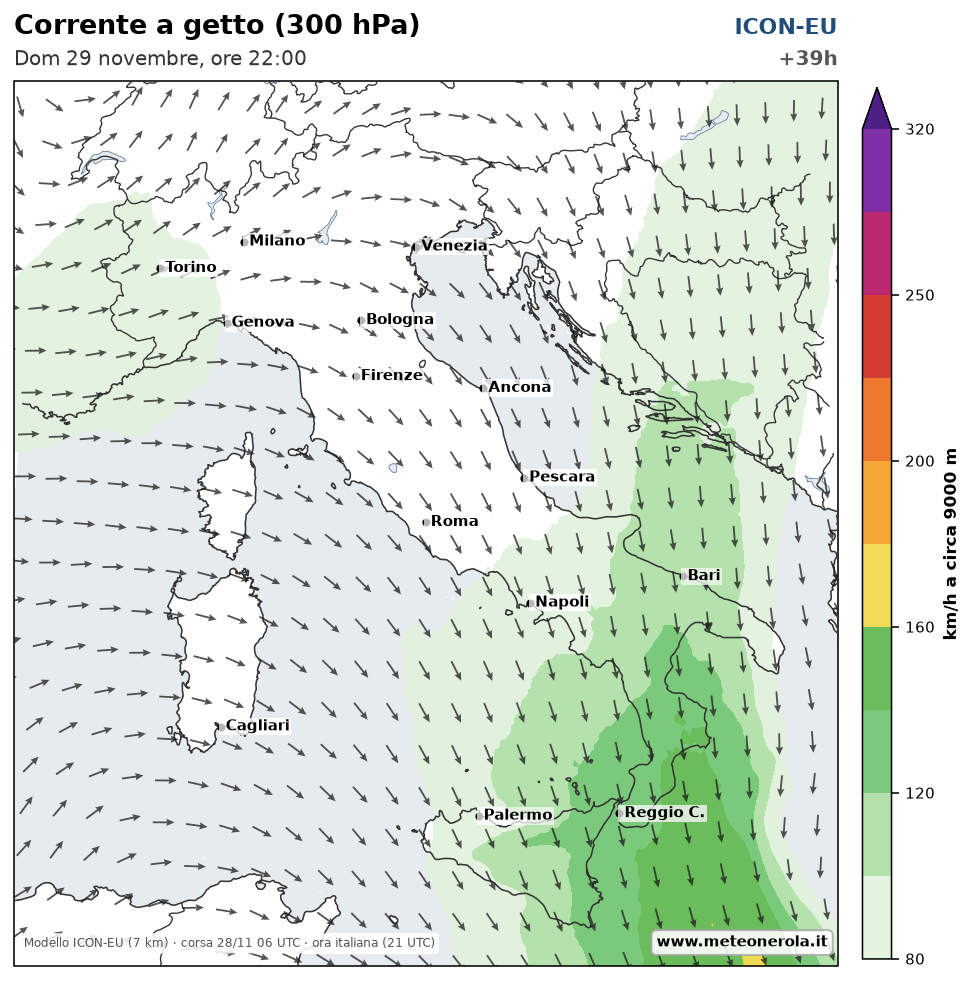 Corrente a getto (300 hPa)
ICON-EU
Dom 29 novembre, ore 22:00
+39h
Milano
Venezia
Torino
Genova
Bologna
Firenze
Ancona
Pescara
Roma
Bari
Napoli
Cagliari
Palermo
Reggio C.
320
250
200
160
120
80
km/h a circa 9000 m
Modello ICON-EU (7 km) · corsa 28/11 06 UTC · ora italiana (21 UTC)
www.meteonerola.it